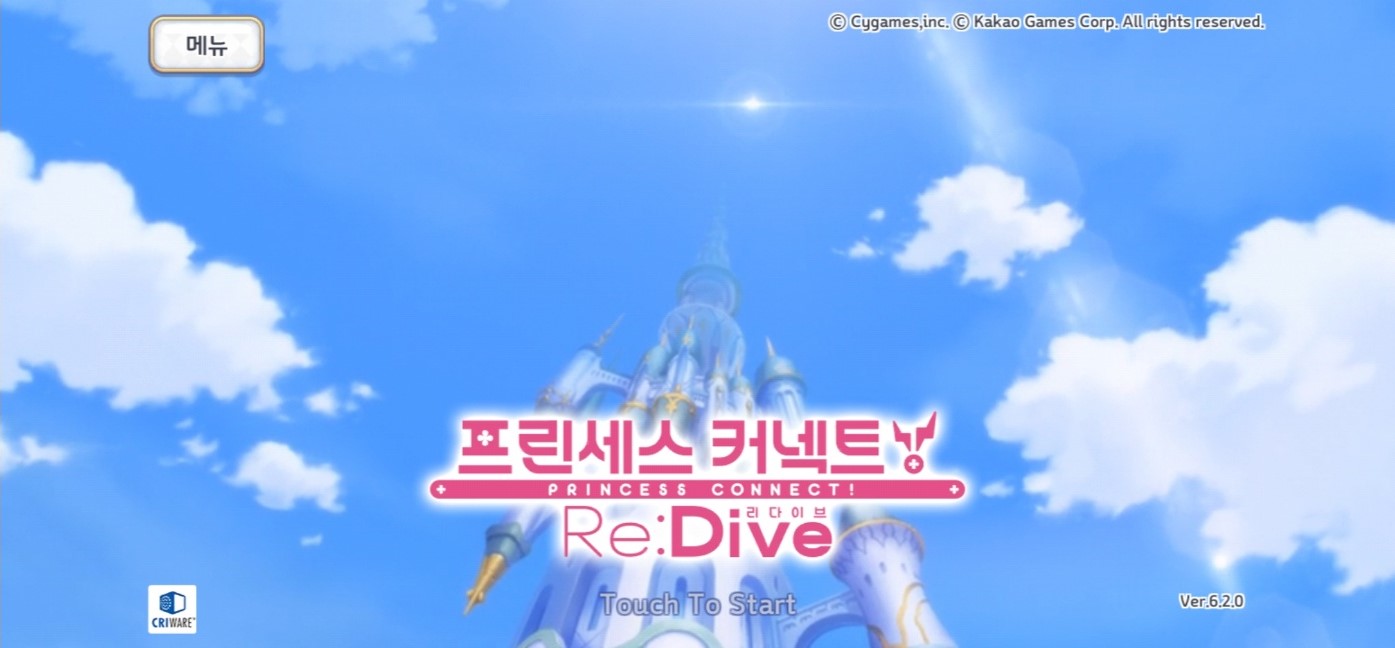 메뉴
© Cygames,inc. © Kakao Games Corp. All rights reserved.
프린세스 커넥트!
PRINCESS CONNECT!
리다이브
Re:Dive
Touch To Start
CRIWARE
Ver.6.2.0